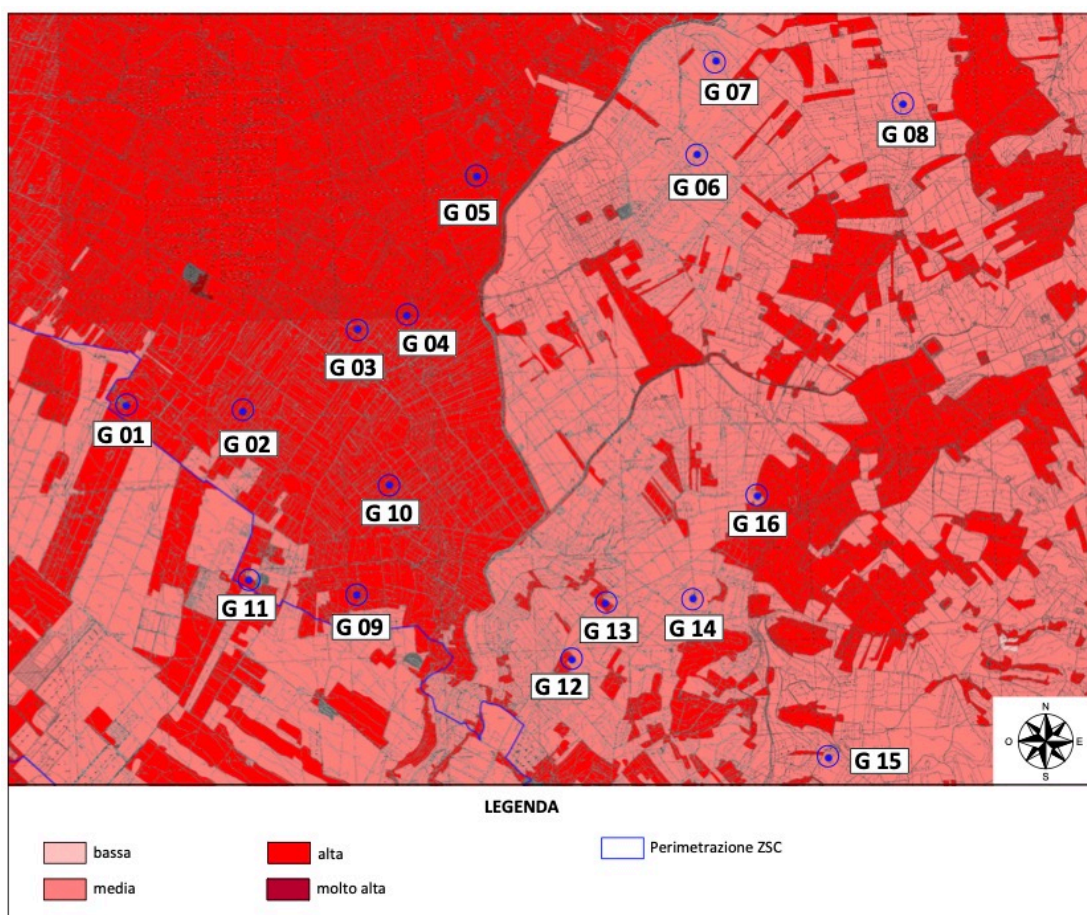 G 07
G 08
G 06
G 05
G 04
G 03
G 01
G 02
G 10
G 16
G 11
G 09
G 13
G 14
G 12
G 15
N
O
E
S
LEGENDA
bassa
alta
Perimetrazione ZSC
media
molto alta